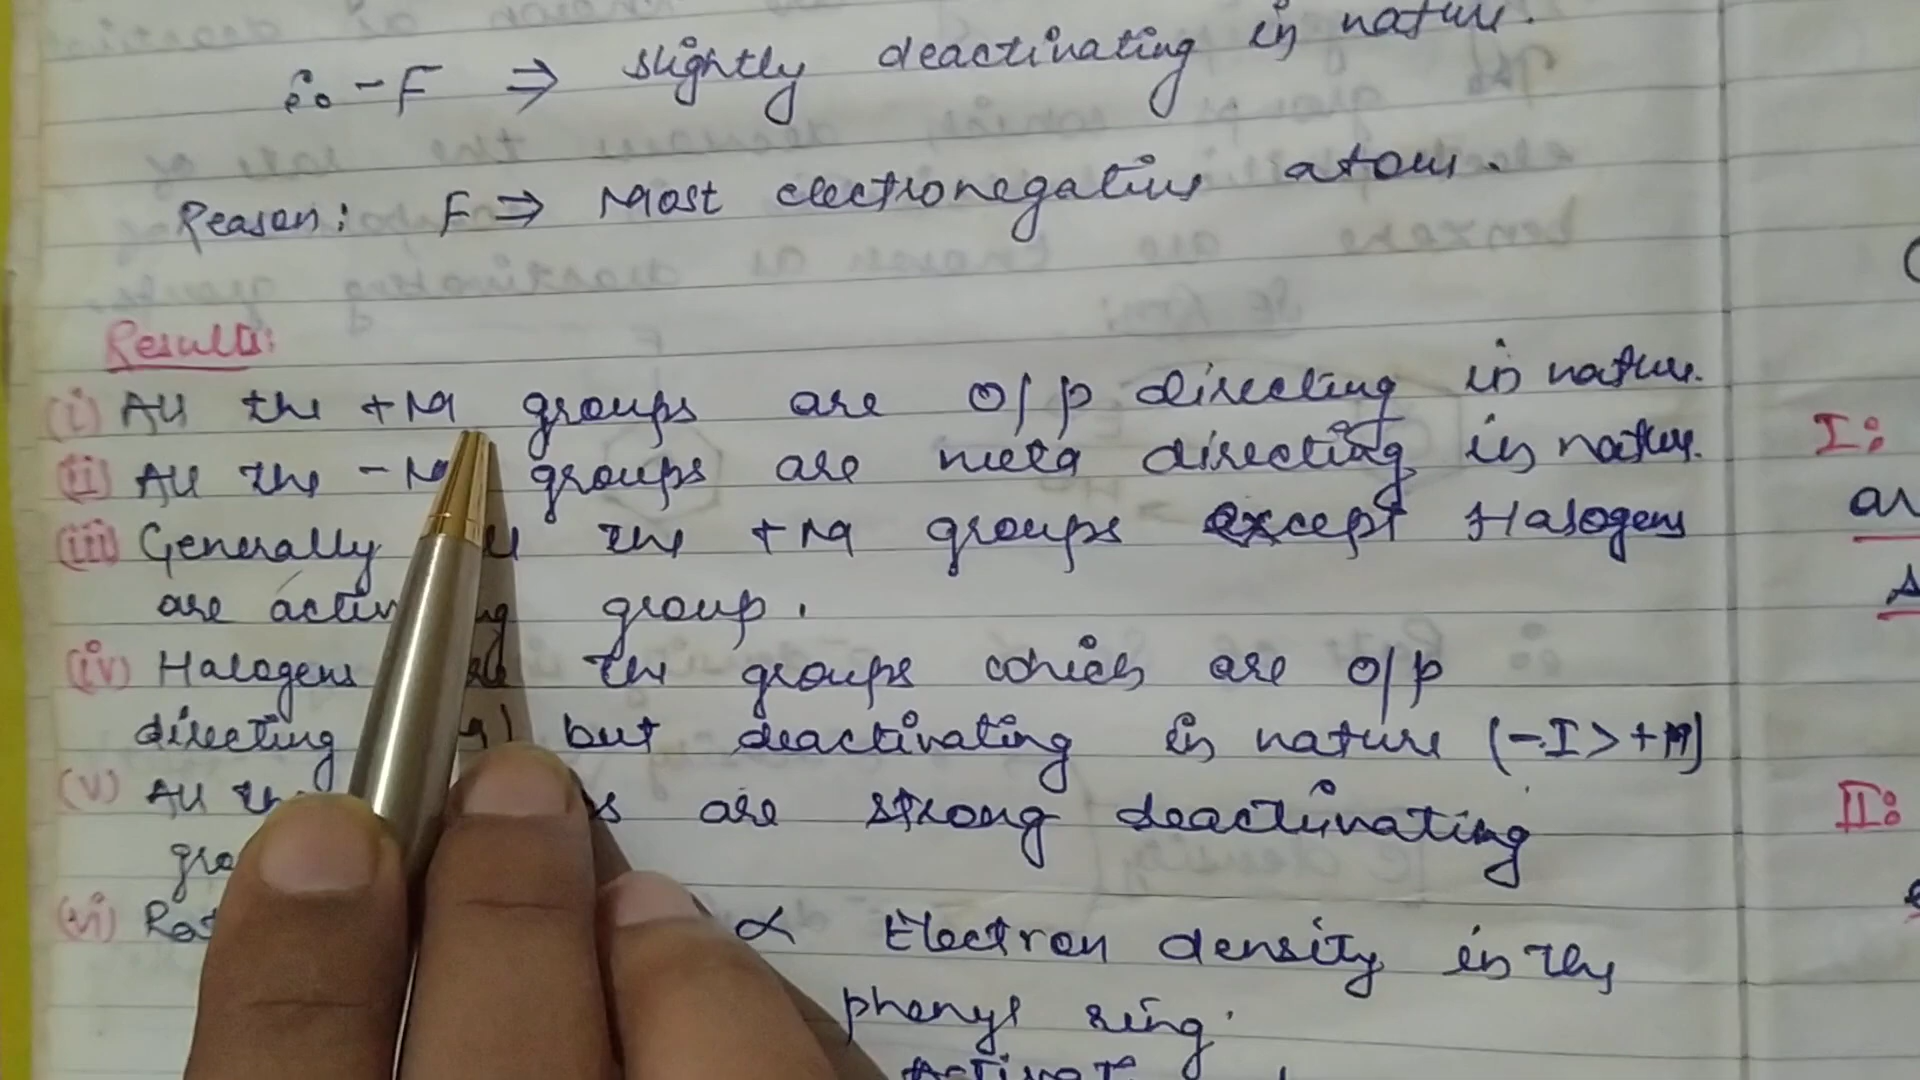 ∴ -F ⇒ slightly deactivating in nature.
Reason: F ⇒ Most electronegative atom.
Results:
(i) All the +M groups are o/p directing in nature.
(ii) All the -M groups are meta directing in nature.
(iii) Generally the +M groups except Halogens
are group.
(iv) Halogens the groups which are o/p
directing but deactivating in nature (-I>+M)
(v) All are strong deactivating
(vi) ∝ Electron density in the
phenyl ring.
I:
II: